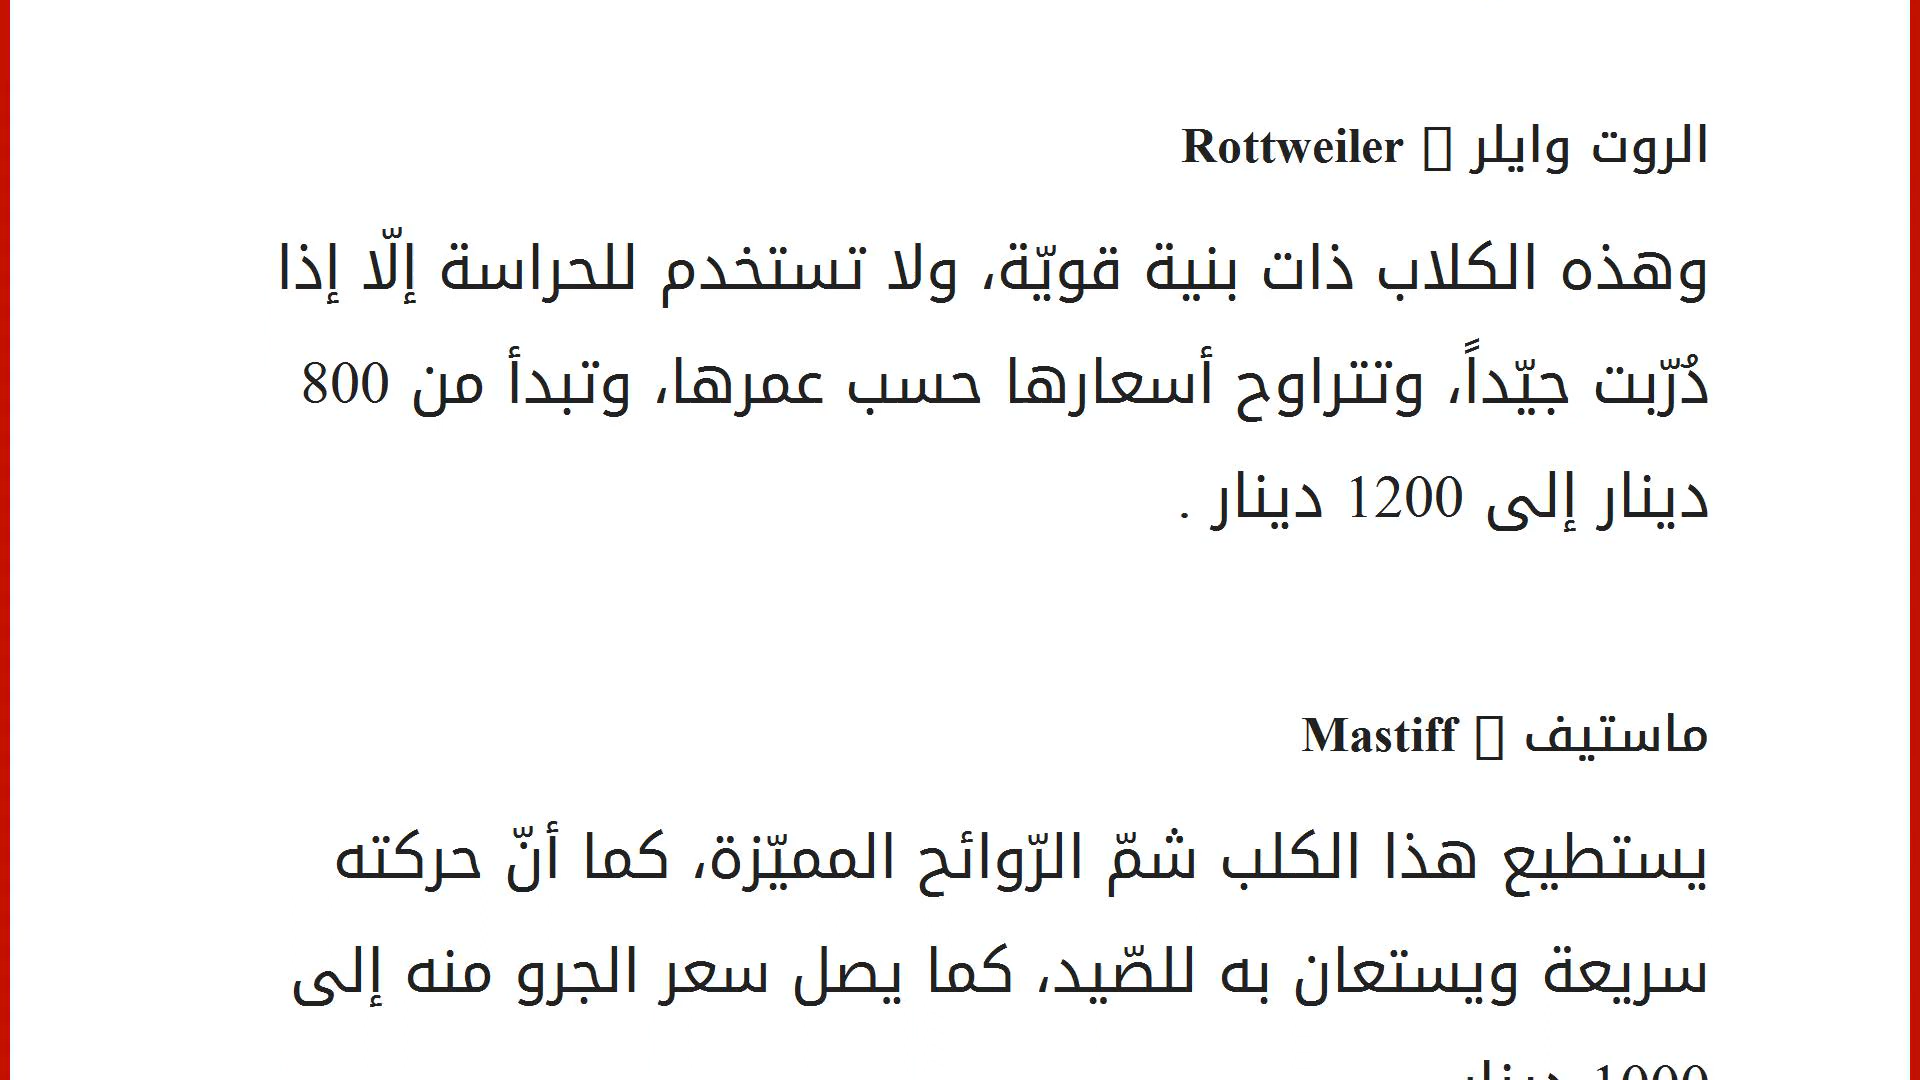 الروت وايلر Rottweiler
وهذه الكلاب ذات بنية قويّة، ولا تستخدم للحراسة إلّا إذا
دُرّبت جيّداً، وتتراوح أسعارها حسب عمرها، وتبدأ من 800
دينار إلى 1200 دينار .
ماستيف Mastiff
يستطيع هذا الكلب شمّ الرّوائح المميّزة، كما أنّ حركته
سريعة ويستعان به للصّيد، كما يصل سعر الجرو منه إلى
1000 دينار